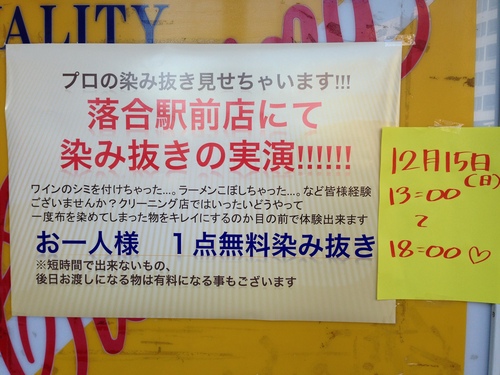 UALITY
プロの染み抜き見せちゃいます!!!
落合駅前店にて
染み抜きの実演!!!!!!
ワインのシミを付けちゃった...。ラーメンこぼしちゃった...。など皆様経験
ございませんか?クリーニング店ではいったいどうやって
一度布を染めてしまった物をキレイにするのか目の前で体験出来ます
お一人様　１点無料染み抜き
※短時間で出来ないもの、
後日お渡しになる物は有料になる事もございます
12月15日
(日)
13=00
〜
18=00♡